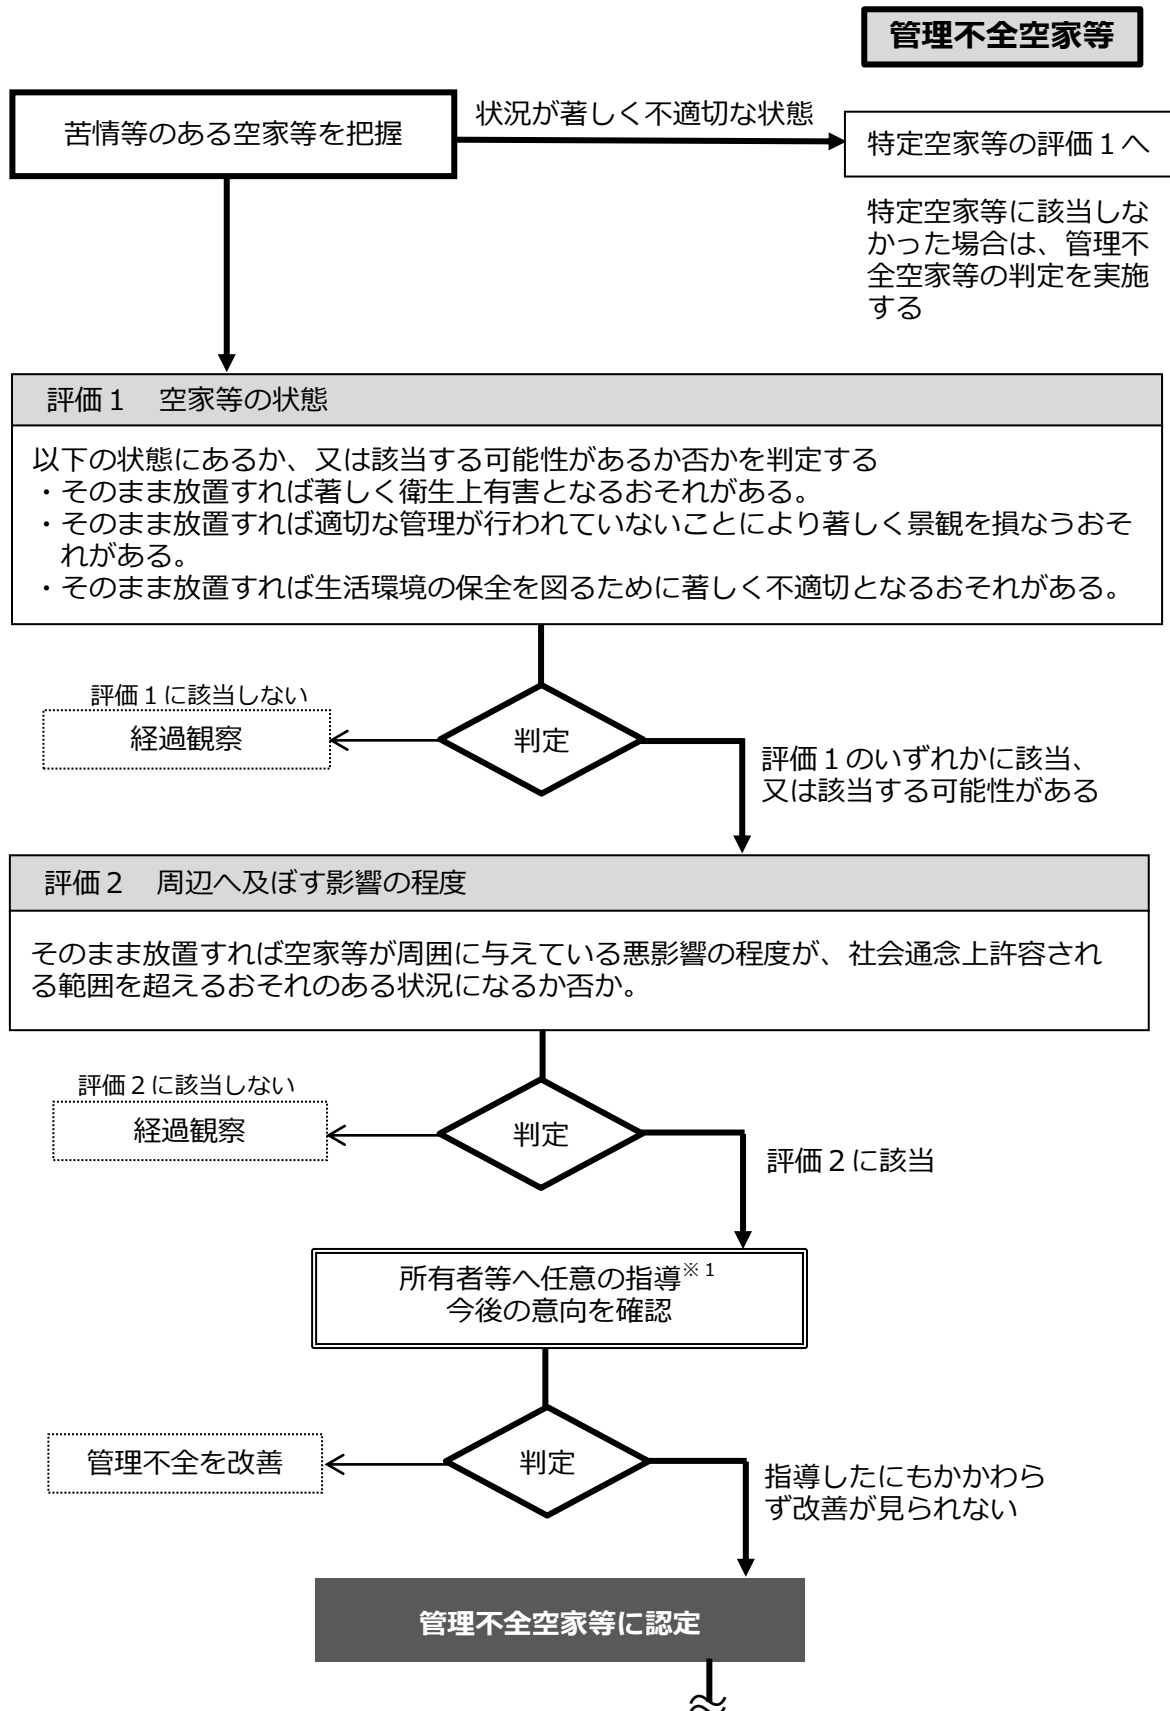 管理不全空家等
苦情等のある空家等を把握
状況が著しく不適切な状態
特定空家等の評価１へ
特定空家等に該当しな
かった場合は、管理不
全空家等の判定を実施
する
評価１　空家等の状態
以下の状態にあるか、又は該当する可能性があるか否かを判定する
・そのまま放置すれば著しく衛生上有害となるおそれがある。
・そのまま放置すれば適切な管理が行われていないことにより著しく景観を損なうおそ
れがある。
・そのまま放置すれば生活環境の保全を図るために著しく不適切となるおそれがある。
評価１に該当しない
経過観察
判定
評価１のいずれかに該当、
又は該当する可能性がある
評価２　周辺へ及ぼす影響の程度
そのまま放置すれば空家等が周囲に与えている悪影響の程度が、社会通念上許容され
る範囲を超えるおそれのある状況になるか否か。
評価２に該当しない
経過観察
判定
評価２に該当
所有者等へ任意の指導※１
今後の意向を確認
管理不全を改善
判定
指導したにもかかわら
ず改善が見られない
管理不全空家等に認定